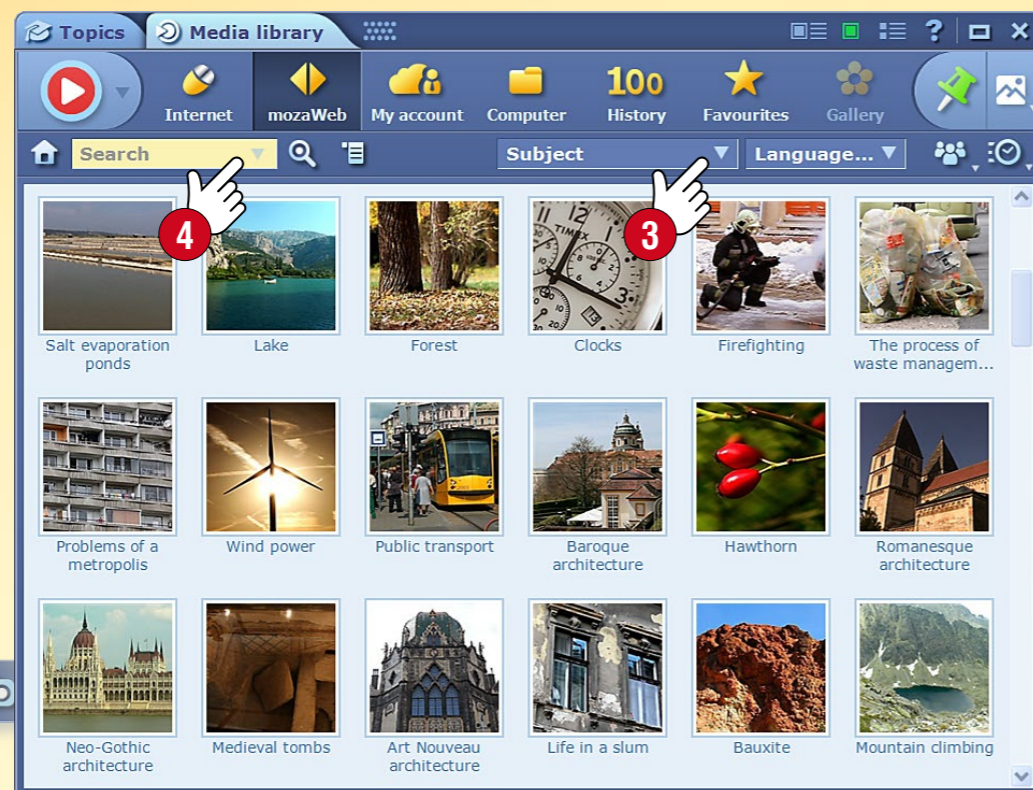 Topics
Media library
?
Internet
mozaWeb
My account
Computer
100
History
Favourites
Gallery
Search
Subject
Language...
4
3
Salt evaporation
ponds
Lake
Forest
Clocks
Firefighting
The process of
waste managem...
Problems of a
metropolis
Wind power
Public transport
Baroque
architecture
Hawthorn
Romanesque
architecture
Neo-Gothic
architecture
Medieval tombs
Art Nouveau
architecture
Life in a slum
Bauxite
Mountain climbing